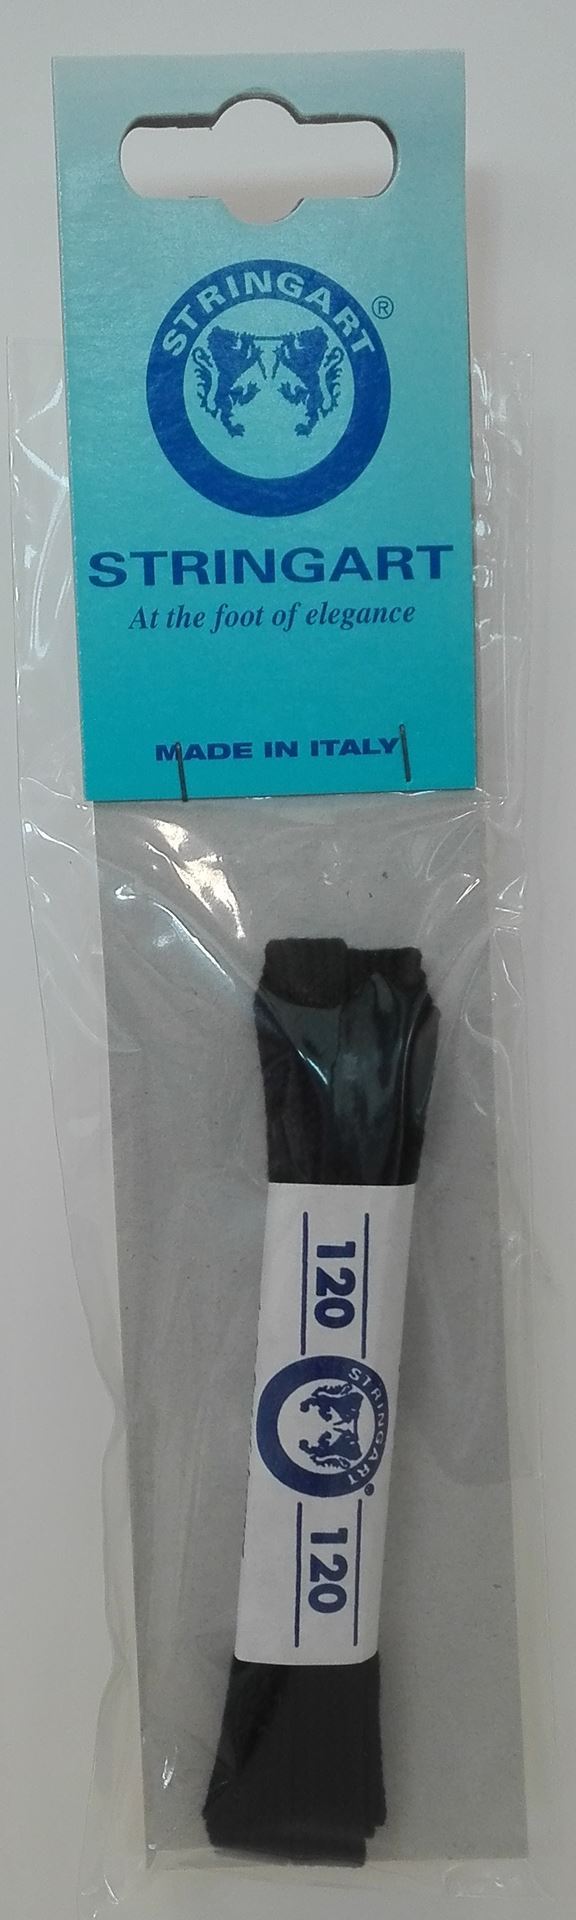 STRINGART
®
STRINGART
At the foot of elegance
MADE IN ITALY
120
STRINGART
®
120